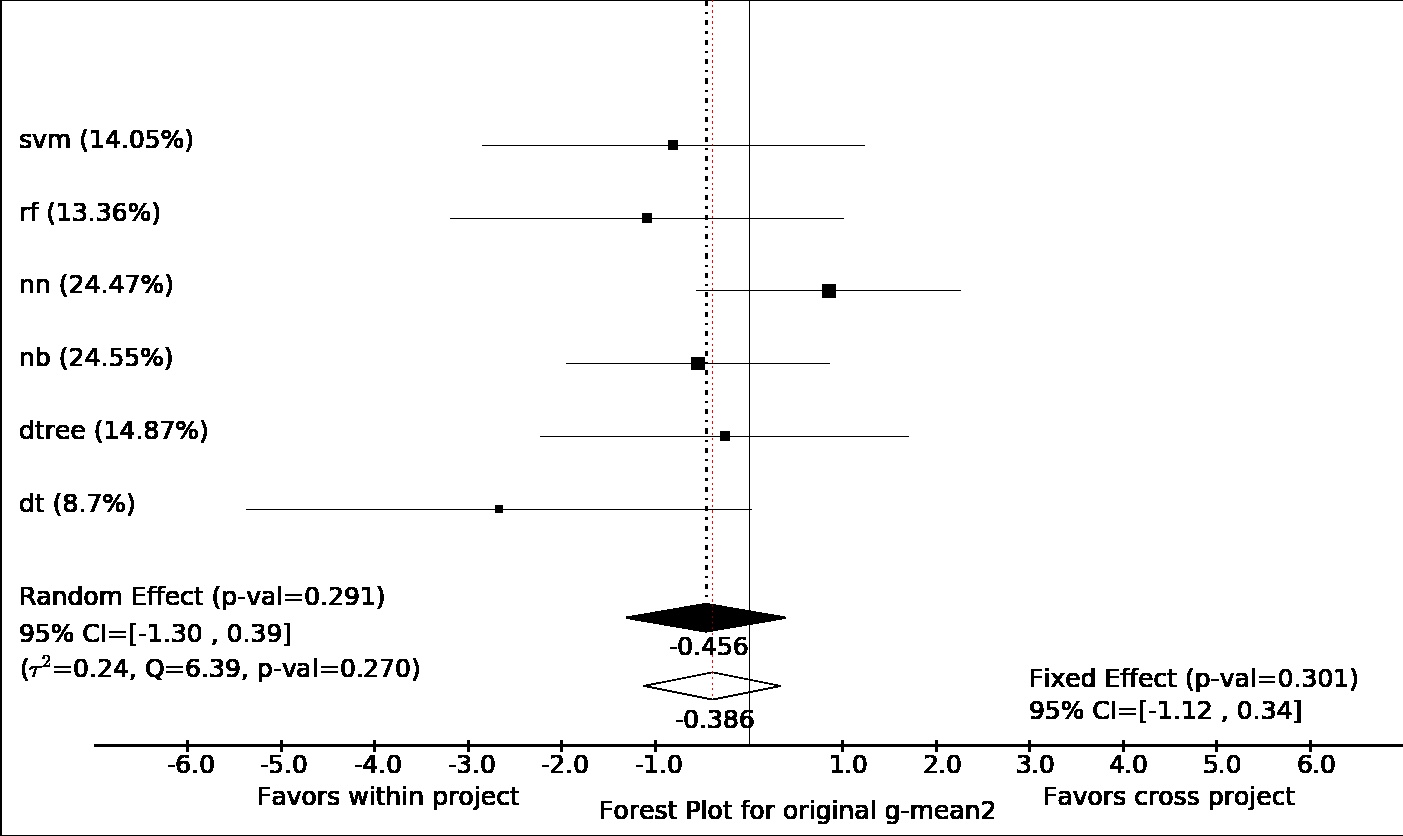 svm (14.05%)
rf (13.36%)
nn (24.47%)
nb (24.55%)
dtree (14.87%)
dt (8.7%)
Random Effect (p-val=0.291)
95% CI=[-1.30 , 0.39]
(τ²=0.24, Q=6.39, p-val=0.270)
-0.456
-0.386
Fixed Effect (p-val=0.301)
95% CI=[-1.12 , 0.34]
-6.0 -5.0 -4.0 -3.0 -2.0 -1.0 1.0 2.0 3.0 4.0 5.0 6.0
Favors within project
Forest Plot for original g-mean2
Favors cross project